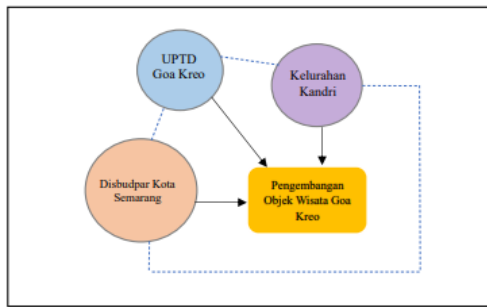 UPTD
Goa Kreo
Kelurahan
Kandri
Disbudpar Kota
Semarang
Pengembangan
Objek Wisata Goa
Kreo